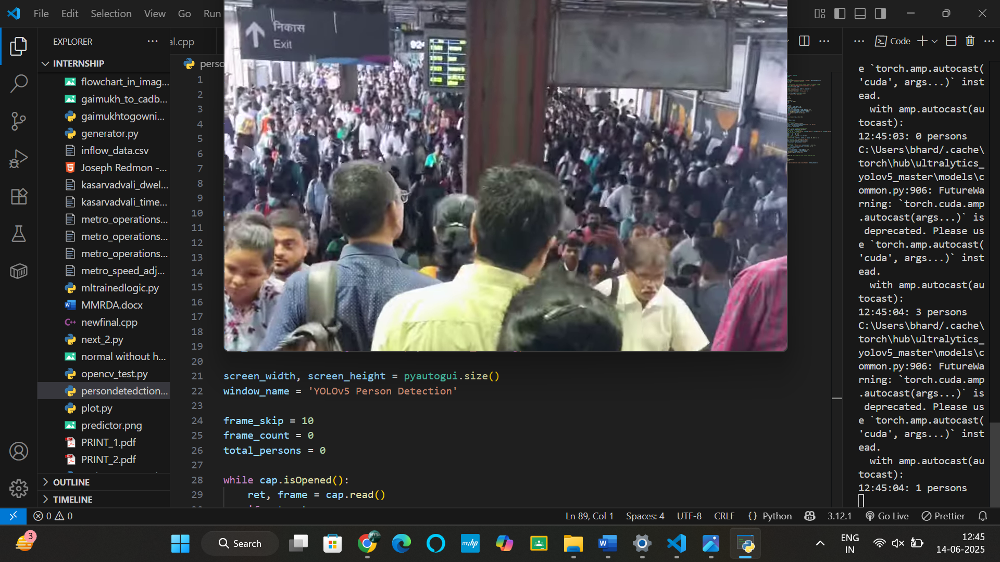 File Edit Selection View Go Run
EXPLORER
INTERNSHIP
flowchart_in_imag...
gaimukh_to_cadb...
gaimukhtogowni...
generator.py
inflow_data.csv
Joseph Redmon -...
kasarvadvali_dwel...
kasarvadvali_time...
metro_operations...
metro_operations...
metro_operations...
metro_speed_adj...
mltrainedlogic.py
MMRDA.docx
newfinal.cpp
next_2.py
normal without h...
opencv_test.py
persondetedction...
plot.py
predictor.png
PRINT_1.pdf
PRINT_2.pdf
OUTLINE
TIMELINE
al.cpp
perso
निकास
Exit
1
2
3
4
5
6
7
8
9
10
11
12
13
14
15
16
17
18
19
20
21 screen_width, screen_height = pyautogui.size()
22 window_name = 'YOLOv5 Person Detection'
23
24 frame_skip = 10
25 frame_count = 0
26 total_persons = 0
27
28 while cap.isOpened():
29 ret, frame = cap.read()
Code
e `torch.amp.autocast(
'cuda', args...)` inst
ead.
with amp.autocast(au
tocast):
12:45:03: 0 persons
C:\Users\bhard/.cache\
torch\hub\ultralytics_
yolov5_master\models\c
ommon.py:906: FutureWa
rning: `torch.cuda.amp
.autocast(args...)` is
deprecated. Please us
e `torch.amp.autocast(
'cuda', args...)` inst
ead.
with amp.autocast(au
tocast):
12:45:04: 3 persons
C:\Users\bhard/.cache\
torch\hub\ultralytics_
yolov5_master\models\c
ommon.py:906: FutureWa
rning: `torch.cuda.amp
.autocast(args...)` is
deprecated. Please us
e `torch.amp.autocast(
'cuda', args...)` inst
ead.
with amp.autocast(au
tocast):
12:45:04: 1 persons
0 0 Ln 89, Col 1 Spaces: 4 UTF-8 CRLF {} Python 3.12.1 Go Live Prettier
3 Search myhp ENG
IN
12:45
14-06-2025